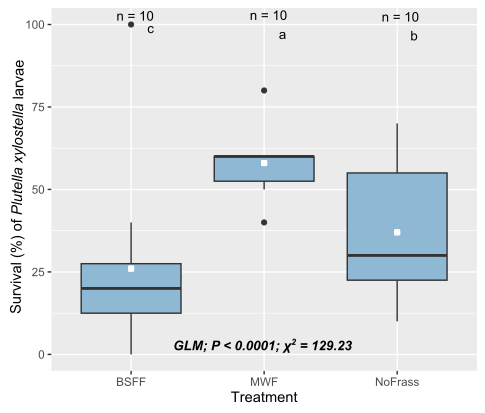 n = 10 n = 10 n = 10
c a b
100
75
50
25
0
Survival (%) of Plutella xylostella larvae
GLM; P < 0.0001; χ² = 129.23
BSFF MWF NoFrass
Treatment